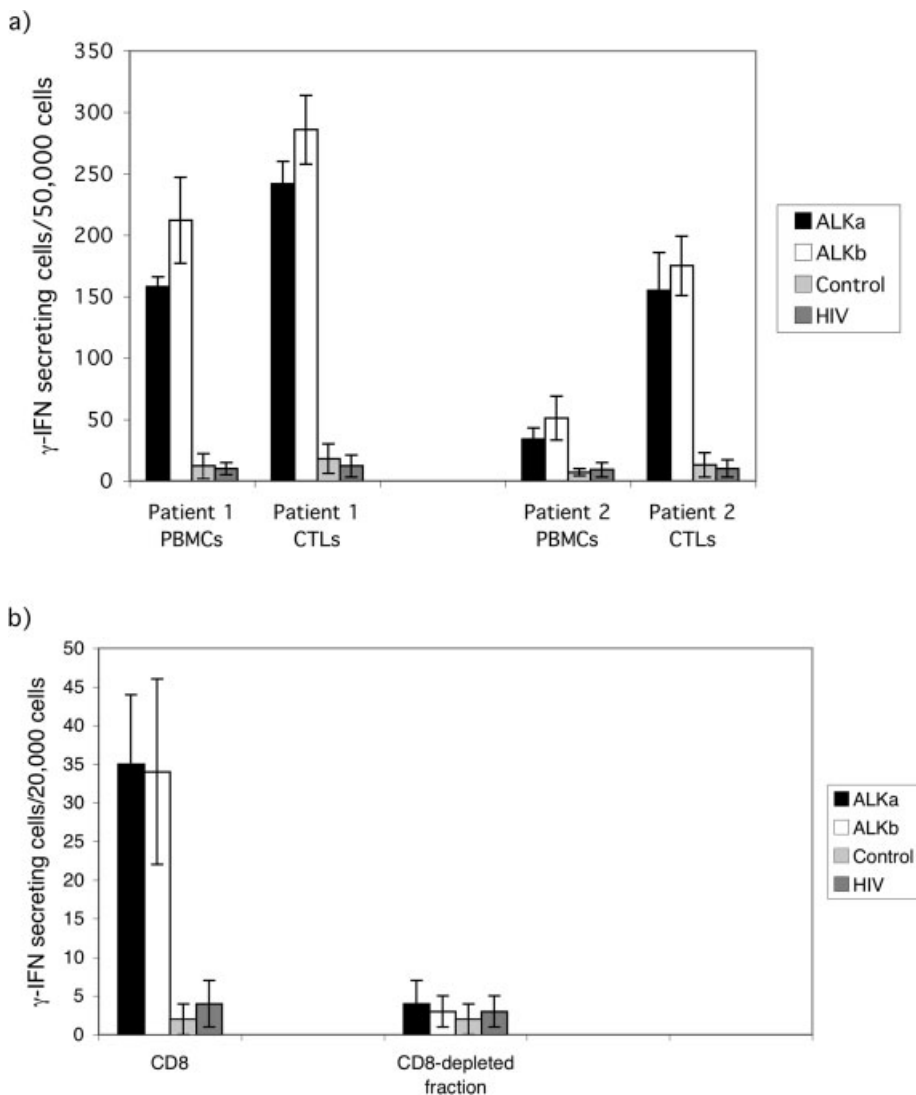 a)
350
300
250
200
150
100
50
0
γ-IFN secreting cells/50,000 cells
Patient 1
PBMCs
Patient 1
CTLs
Patient 2
PBMCs
Patient 2
CTLs
ALKa
ALKb
Control
HIV
b)
50
45
40
35
30
25
20
15
10
5
0
γ-IFN secreting cells/20,000 cells
CD8
CD8-depleted
fraction
ALKa
ALKb
Control
HIV